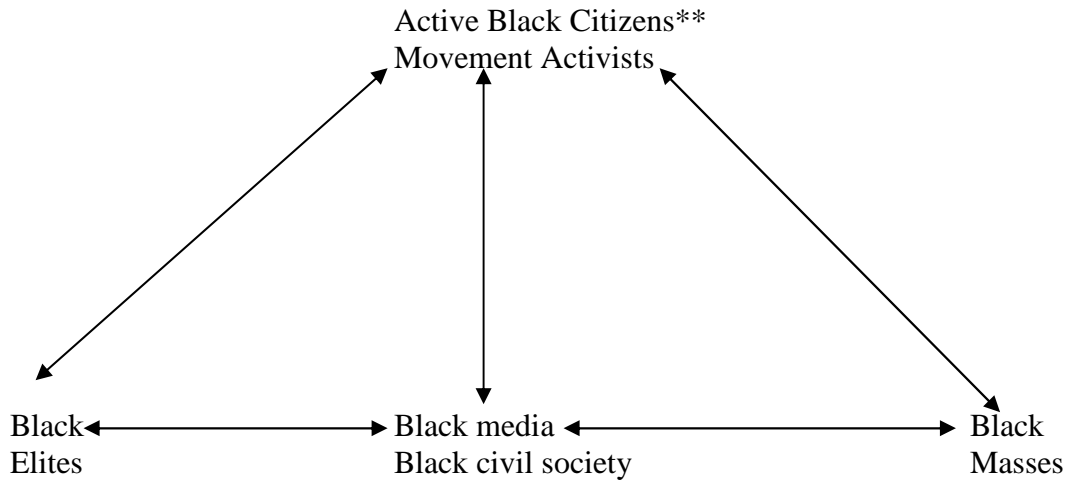 Active Black Citizens**
Movement Activists
Black
Elites
Black media
Black civil society
Black
Masses